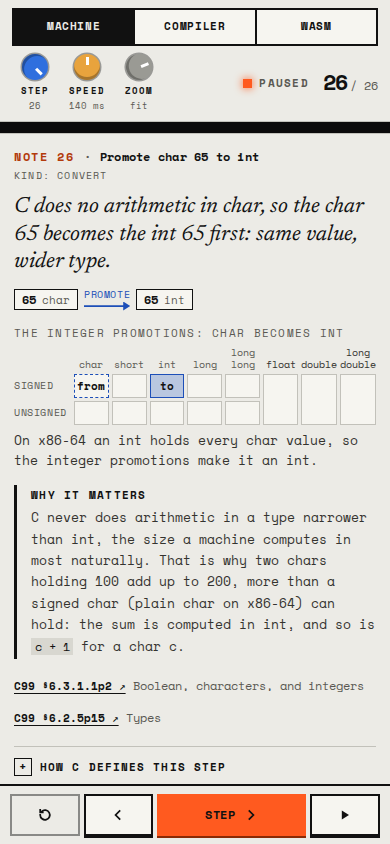 MACHINE COMPILER WASM
STEP SPEED ZOOM
26 140 ms fit
PAUSED 26 / 26
NOTE 26 · Promote char 65 to int
KIND: CONVERT
C does no arithmetic in char, so the char
65 becomes the int 65 first: same value,
wider type.
65 char PROMOTE 65 int
THE INTEGER PROMOTIONS: CHAR BECOMES INT
char short int long long long float double long double
SIGNED from to
UNSIGNED
On x86-64 an int holds every char value, so
the integer promotions make it an int.
WHY IT MATTERS
C never does arithmetic in a type narrower
than int, the size a machine computes in
most naturally. That is why two chars
holding 100 add up to 200, more than a
signed char (plain char on x86-64) can
hold: the sum is computed in int, and so is
c + 1 for a char c.
C99 §6.3.1.1p2 ↗ Boolean, characters, and integers
C99 §6.2.5p15 ↗ Types
+ HOW C DEFINES THIS STEP
STEP